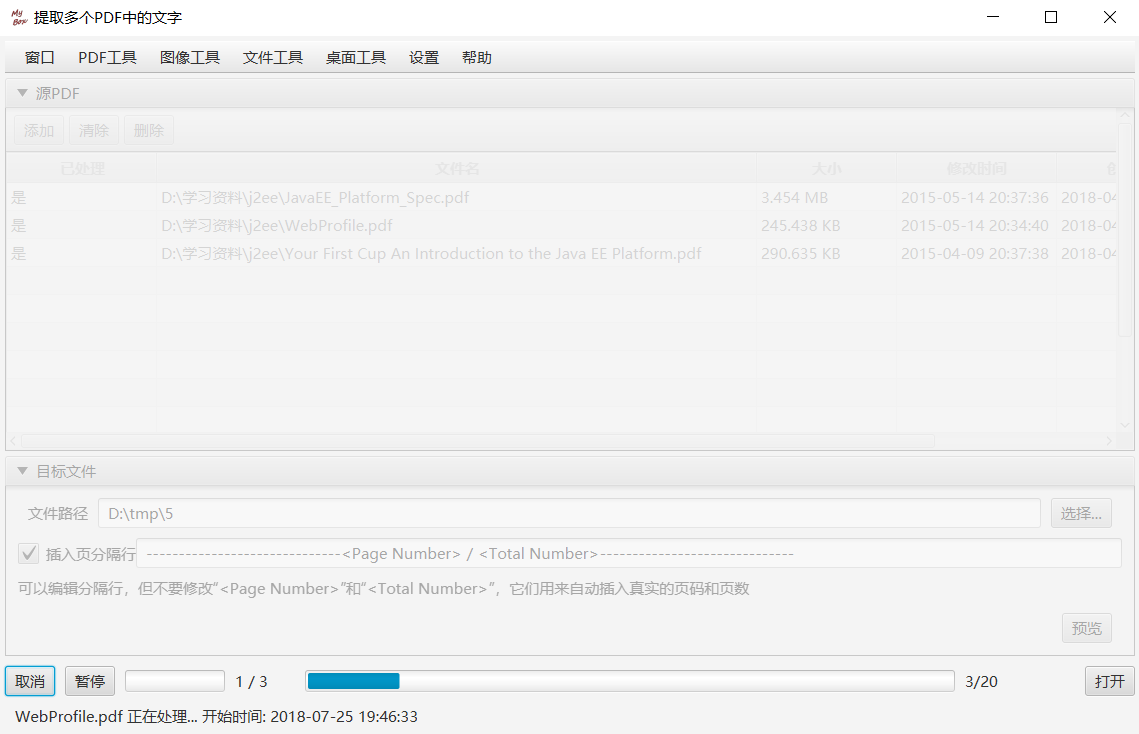 My Box 提取多个PDF中的文字
窗口 PDF工具 图像工具 文件工具 桌面工具 设置 帮助
源PDF
添加 清除 删除
已处理 文件名 大小 修改时间
是 D:\学习资料\j2ee\JavaEE_Platform_Spec.pdf 3.454 MB 2015-05-14 20:37:36 2018-04
是 D:\学习资料\j2ee\WebProfile.pdf 245.438 KB 2015-05-14 20:34:40 2018-04
是 D:\学习资料\j2ee\Your First Cup An Introduction to the Java EE Platform.pdf 290.635 KB 2015-04-09 20:37:38 2018-04
目标文件
文件路径 D:\tmp\5 选择...
插入页分隔行 ------------------------------<Page Number> / <Total Number>------------------------------
可以编辑分隔行，但不要修改“<Page Number>”和“<Total Number>”，它们用来自动插入真实的页码和页数
预览
取消 暂停 1 / 3 3/20 打开
WebProfile.pdf 正在处理... 开始时间: 2018-07-25 19:46:33